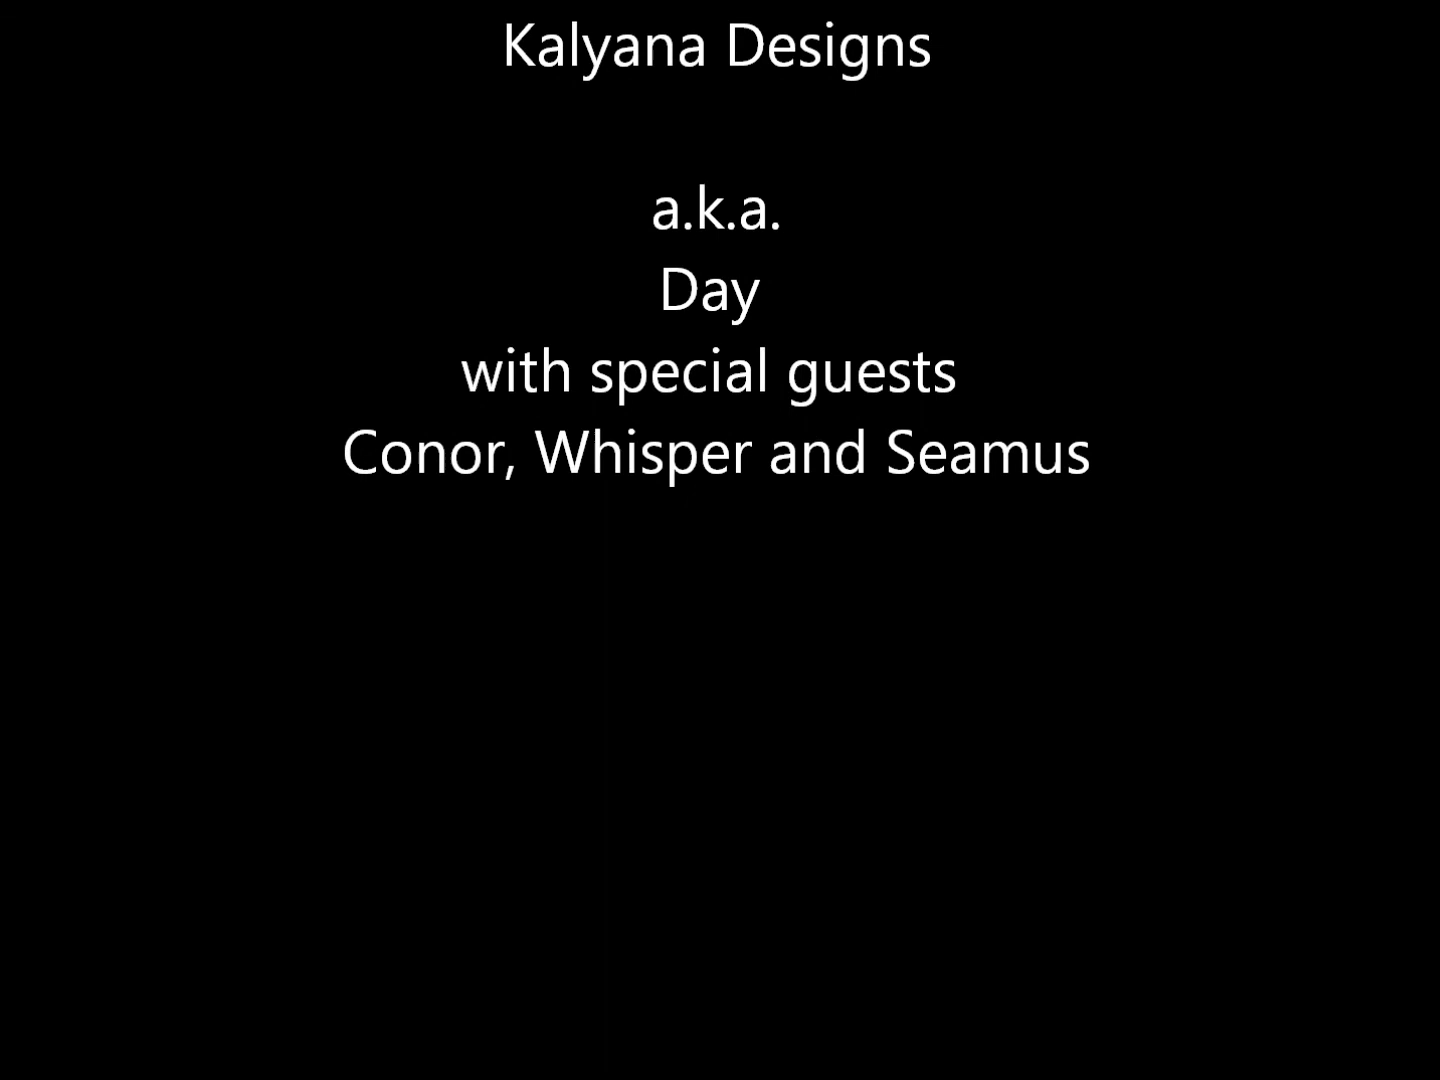 Kalyana Designs
a.k.a.
Day
with special guests
Conor, Whisper and Seamus